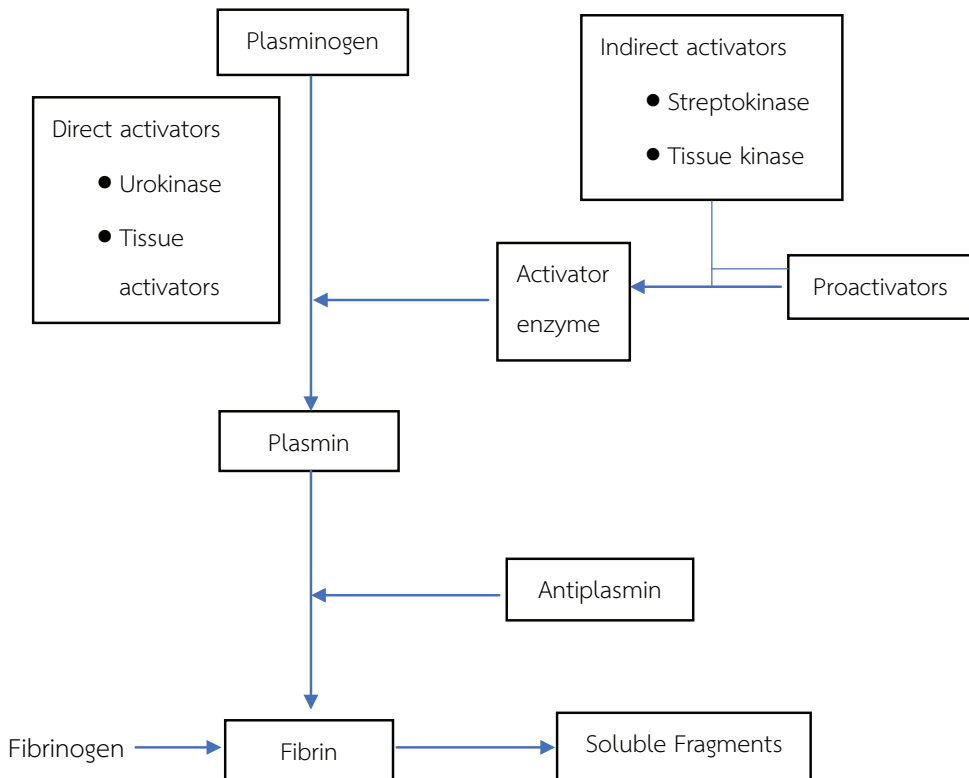 Plasminogen
Indirect activators
● Streptokinase
● Tissue kinase
Direct activators
● Urokinase
● Tissue
activators
Activator
enzyme
Proactivators
Plasmin
Antiplasmin
Fibrinogen
Fibrin
Soluble Fragments